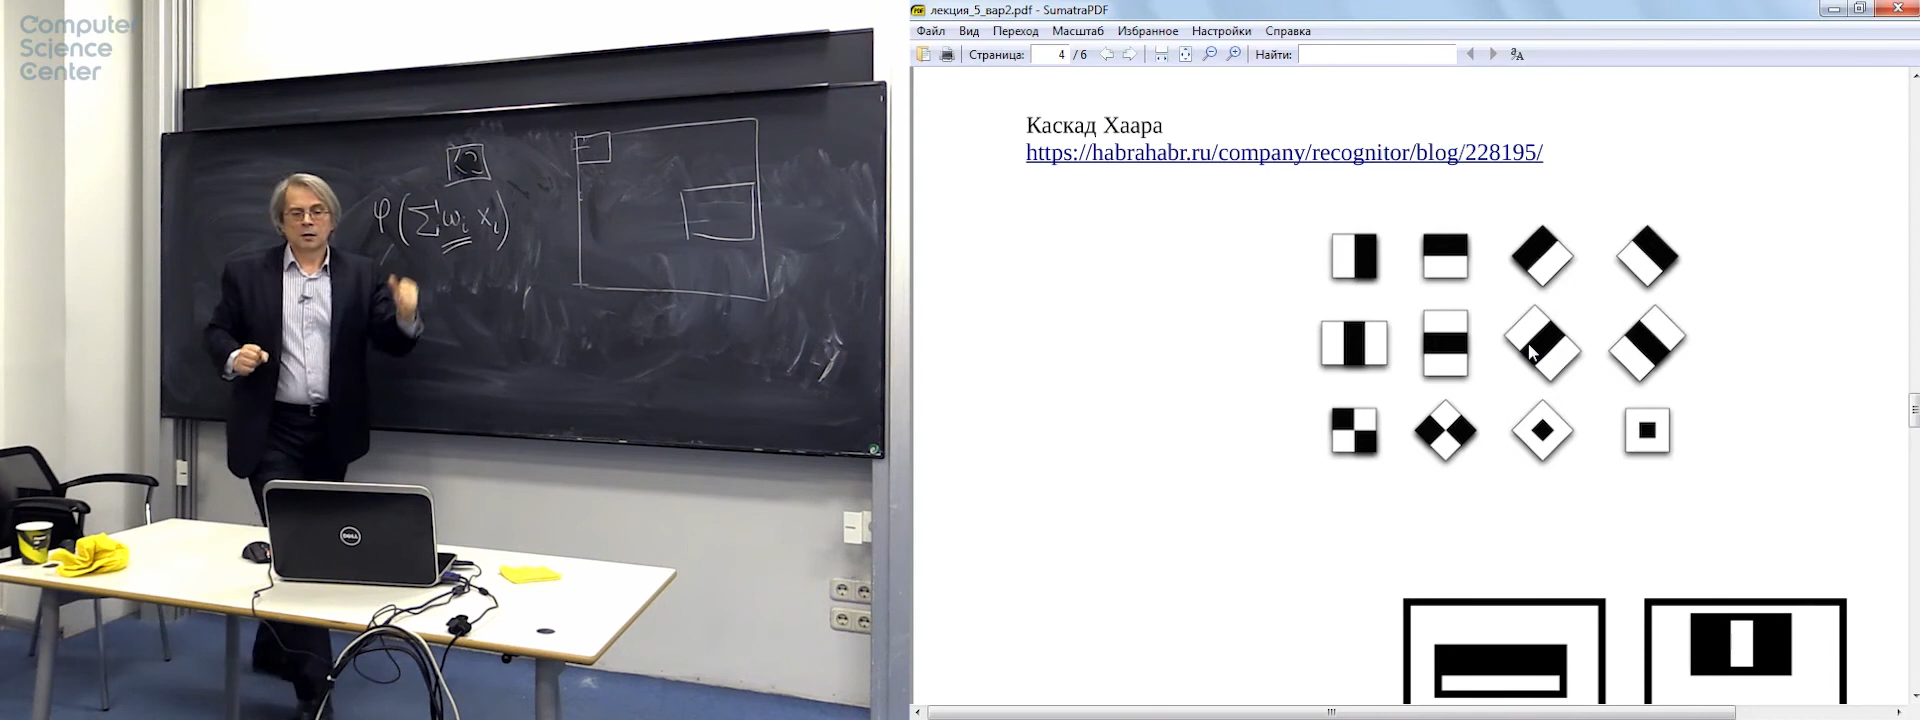 Computer
Science
Center
φ(Σ ωᵢ xᵢ)
DELL
лекция_5_вар2.pdf - SumatraPDF
Файл Вид Переход Масштаб Избранное Настройки Справка
Страница: 4 / 6 Найти:
Каскад Хаара
https://habrahabr.ru/company/recognitor/blog/228195/